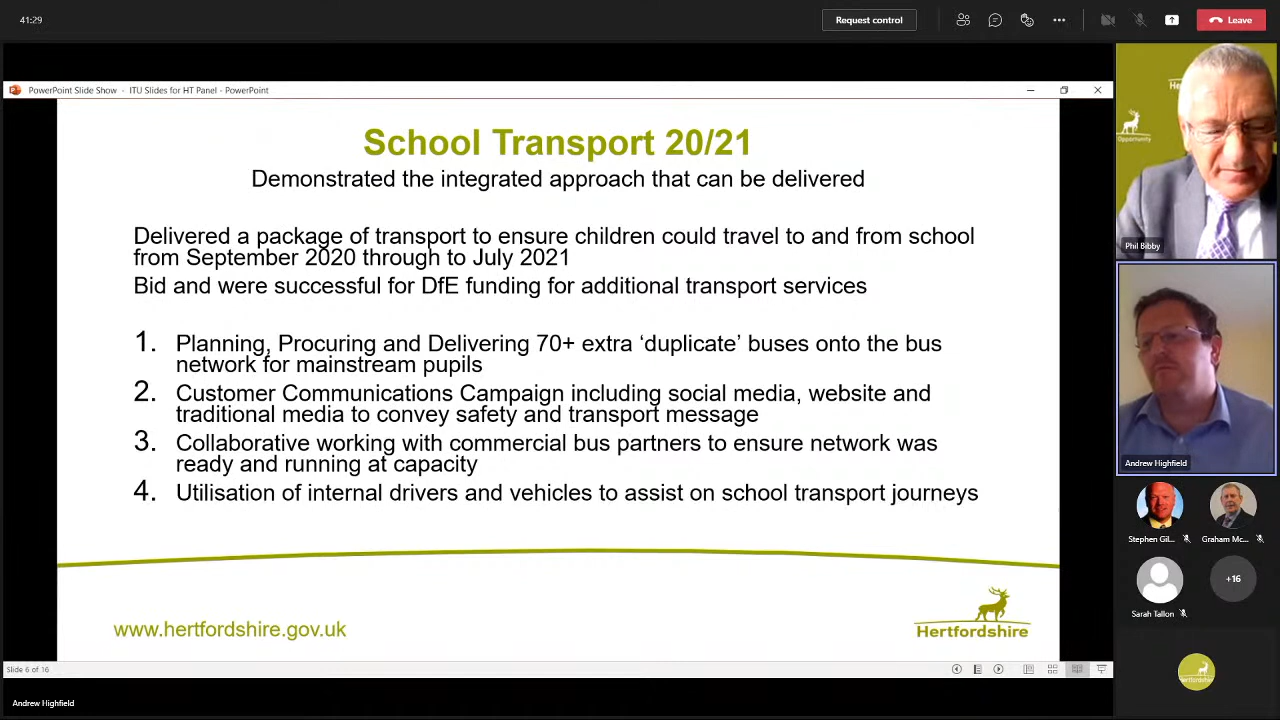 41:29
Request control
Leave
PowerPoint Slide Show - ITU Slides for HT Panel - PowerPoint
School Transport 20/21
Demonstrated the integrated approach that can be delivered
Delivered a package of transport to ensure children could travel to and from school
from September 2020 through to July 2021
Bid and were successful for DfE funding for additional transport services
1. Planning, Procuring and Delivering 70+ extra ‘duplicate’ buses onto the bus
network for mainstream pupils
2. Customer Communications Campaign including social media, website and
traditional media to convey safety and transport message
3. Collaborative working with commercial bus partners to ensure network was
ready and running at capacity
4. Utilisation of internal drivers and vehicles to assist on school transport journeys
www.hertfordshire.gov.uk
Hertfordshire
Slide 6 of 16
Andrew Highfield
opportunity
Phil Bibby
Andrew Highfield
Stephen Gil...
Graham Mc...
Sarah Tallon
+16
Hertfordshire